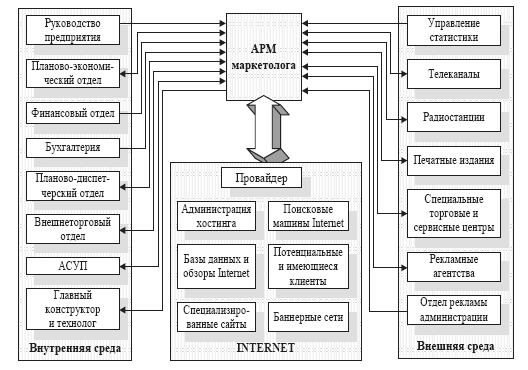 Руководство
предприятия
Планово-экономи-
ческий отдел
Финансовый отдел
Бухгалтерия
Планово-диспет-
черский отдел
Внешнеторговый
отдел
АСУП
Главный
конструктор
и технолог
Внутренняя среда
АРМ
маркетолога
Провайдер
Администрация
хостинга
Поисковые
машины Internet
Базы данных и
обзоры Internet
Потенциальные
и имеющиеся
клиенты
Специализиро-
ванные сайты
Баннерные сети
INTERNET
Управление
статистики
Телеканалы
Радиостанции
Печатные издания
Специальные
торговые и
сервисные центры
Рекламные
агентства
Отдел рекламы
администрации
Внешняя среда